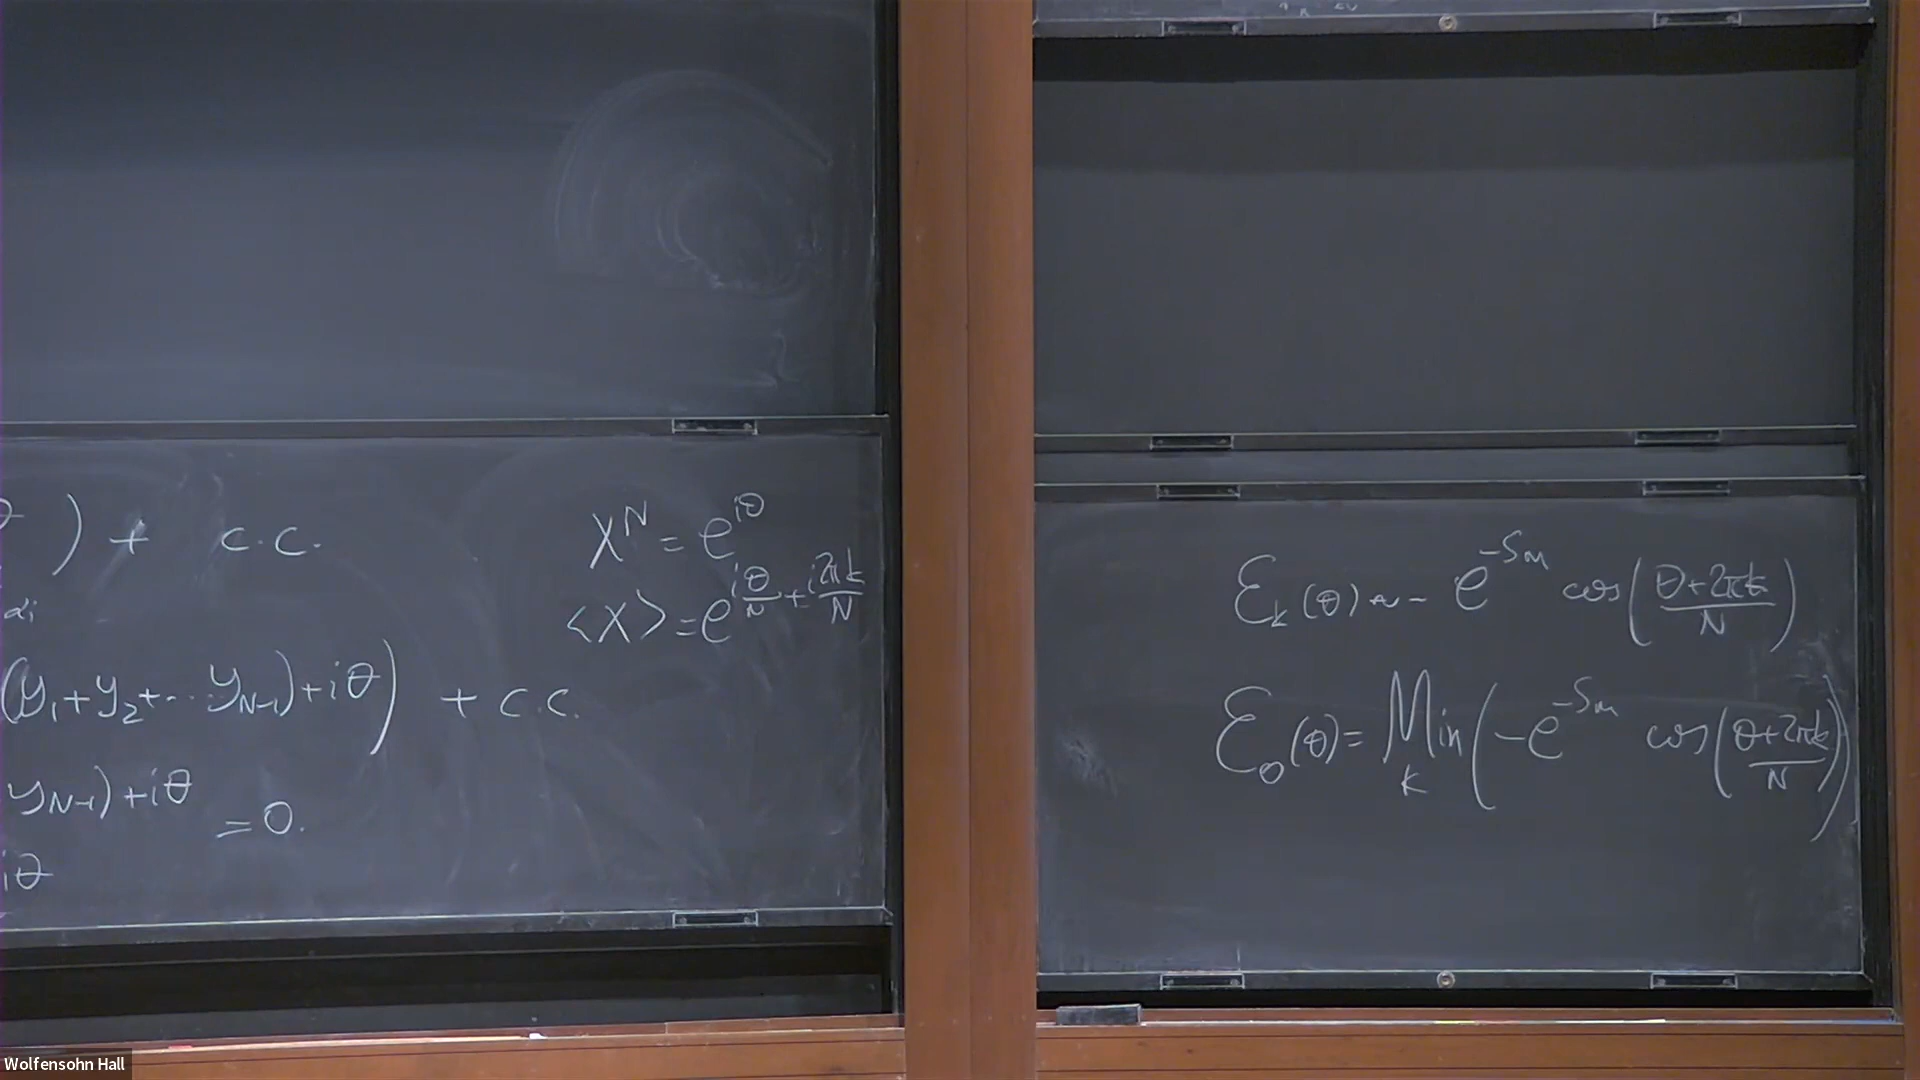 ) + c.c.
αi
(y₁+y₂+... y_{N-1})+iθ) + c.c.
y_{N-1})+iθ = 0.
iθ
X^N = e^{iθ}
<X> = e^{iθ/N + i2πk/N}
ℰ_k(θ) ~ - e^{-S_m} cos((θ+2πk)/N)
ℰ_0(θ) = Min_k(-e^{-S_m} cos((θ+2πk)/N))
Wolfensohn Hall